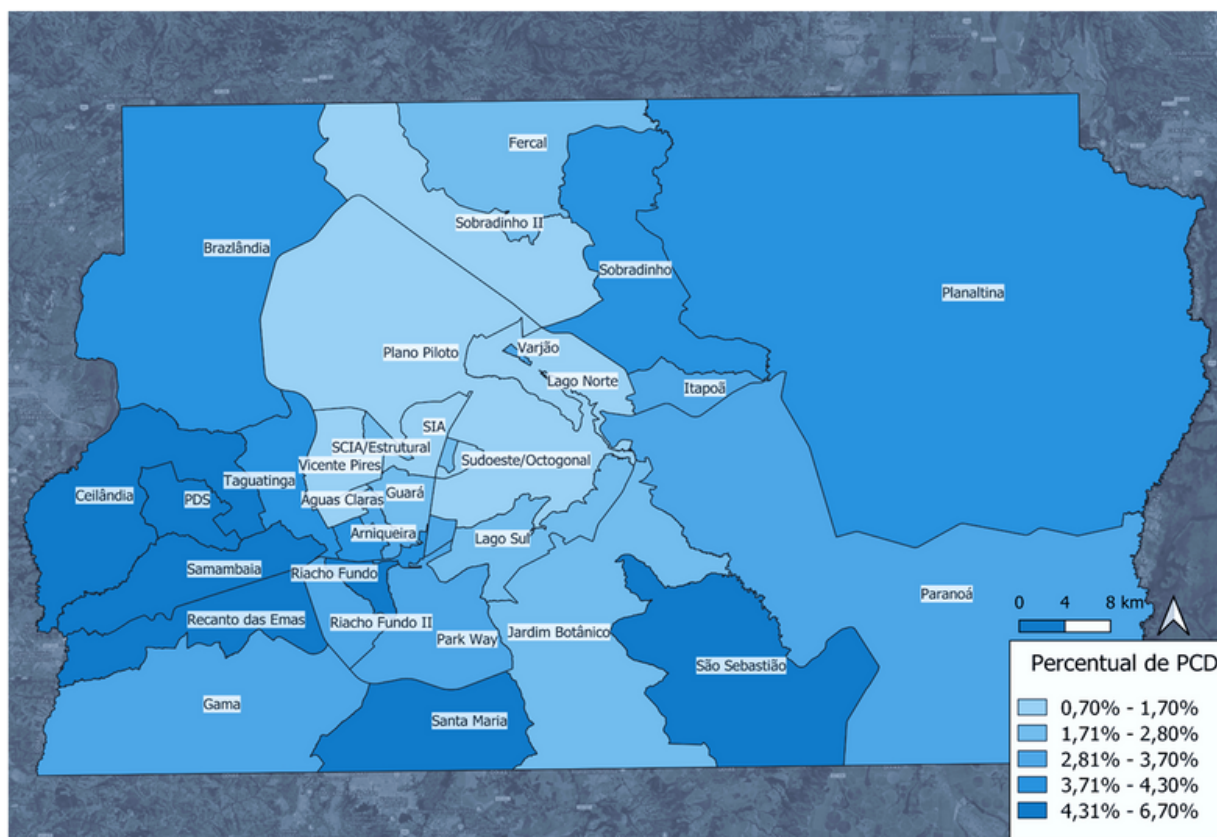 Fercal
Sobradinho II
Brazlândia
Sobradinho
Planaltina
Plano Piloto
Varjão
Lago Norte
Itapoã
SIA
SCIA/Estrutural
Vicente Pires
Sudoeste/Octogonal
Taguatinga
Ceilândia
PDS
Águas Claras
Guará
Arniqueira
Lago Sul
Samambaia
Riacho Fundo
Paranoá
Recanto das Emas
Riacho Fundo II
Park Way
Jardim Botânico
São Sebastião
Gama
Santa Maria
0 4 8 km
Percentual de PCD
0,70% - 1,70%
1,71% - 2,80%
2,81% - 3,70%
3,71% - 4,30%
4,31% - 6,70%